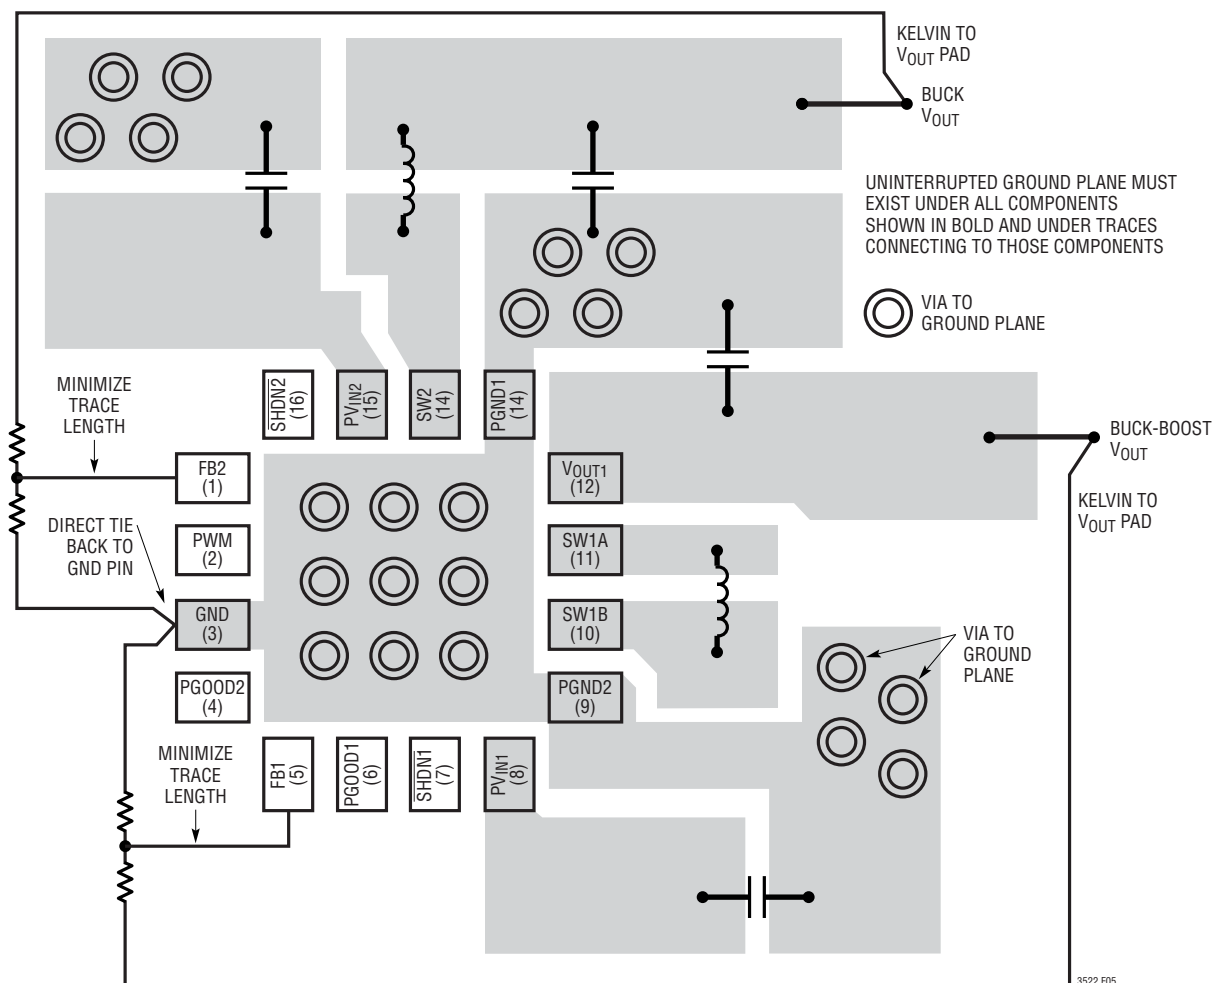 KELVIN TO
VOUT PAD
BUCK
VOUT
UNINTERRUPTED GROUND PLANE MUST
EXIST UNDER ALL COMPONENTS
SHOWN IN BOLD AND UNDER TRACES
CONNECTING TO THOSE COMPONENTS
VIA TO
GROUND PLANE
MINIMIZE
TRACE
LENGTH
SHDN2
(16)
PVIN2
(15)
SW2
(14)
PGND1
(14)
BUCK-BOOST
VOUT
FB2
(1)
VOUT1
(12)
KELVIN TO
VOUT PAD
DIRECT TIE
BACK TO
GND PIN
PWM
(2)
SW1A
(11)
GND
(3)
SW1B
(10)
VIA TO
GROUND
PLANE
PGOOD2
(4)
PGND2
(9)
MINIMIZE
TRACE
LENGTH
FB1
(5)
PGOOD1
(6)
SHDN1
(7)
PVIN1
(8)
3522 F05